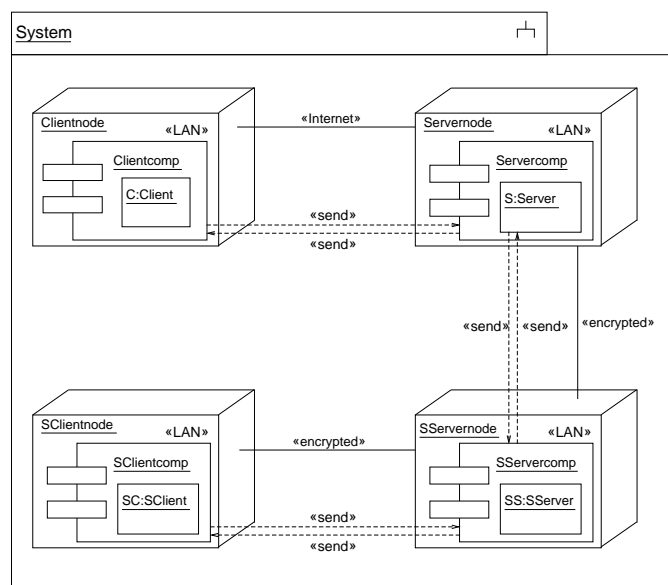 System
Clientnode
«LAN»
Clientcomp
C:Client
«Internet»
Servernode
«LAN»
Servercomp
S:Server
«send»
«send»
«send»
«send»
«encrypted»
SClientnode
«LAN»
SClientcomp
SC:SClient
«encrypted»
SServernode
«LAN»
SServercomp
SS:SServer
«send»
«send»